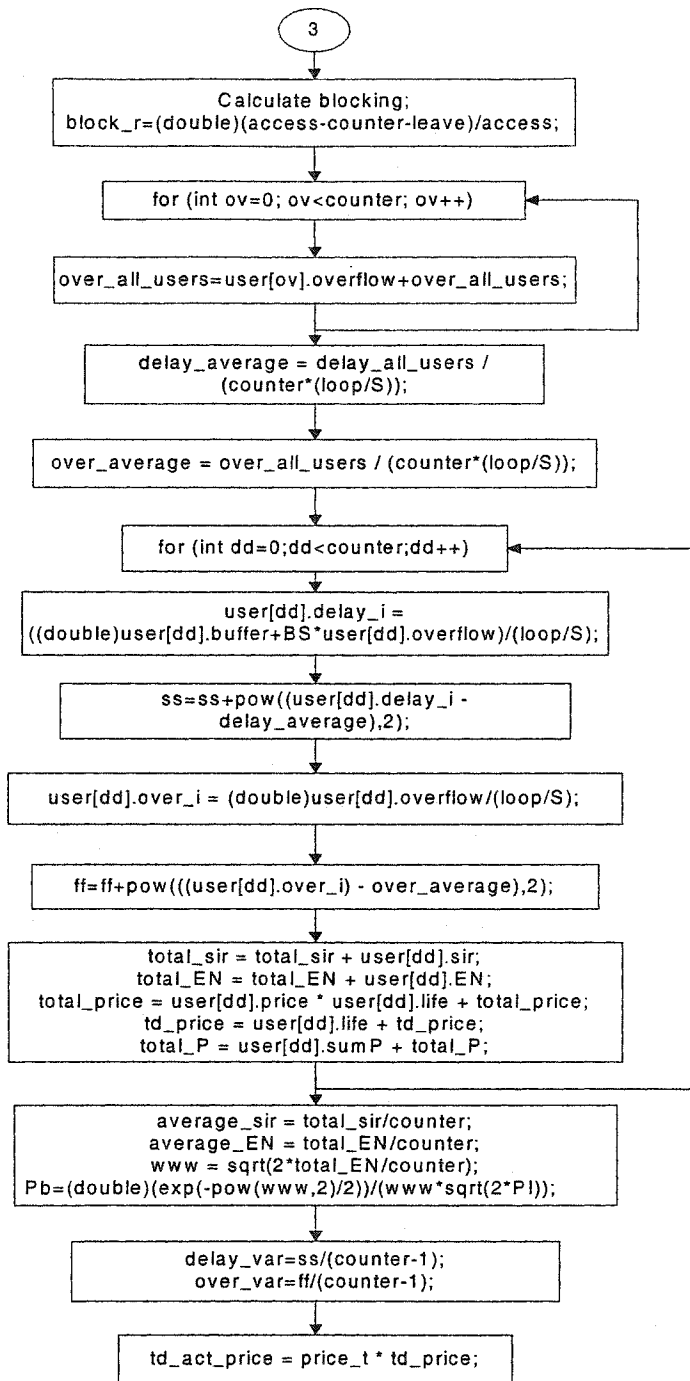 3
Calculate blocking;
block_r=(double)(access-counter-leave)/access;
for (int ov=0; ov<counter; ov++)
over_all_users=user[ov].overflow+over_all_users;
delay_average = delay_all_users /
(counter*(loop/S));
over_average = over_all_users / (counter*(loop/S));
for (int dd=0;dd<counter;dd++)
user[dd].delay_i =
((double)user[dd].buffer+BS*user[dd].overflow)/(loop/S);
ss=ss+pow((user[dd].delay_i -
delay_average),2);
user[dd].over_i = (double)user[dd].overflow/(loop/S);
ff=ff+pow(((user[dd].over_i) - over_average),2);
total_sir = total_sir + user[dd].sir;
total_EN = total_EN + user[dd].EN;
total_price = user[dd].price * user[dd].life + total_price;
td_price = user[dd].life + td_price;
total_P = user[dd].sumP + total_P;
average_sir = total_sir/counter;
average_EN = total_EN/counter;
www = sqrt(2*total_EN/counter);
Pb=(double)(exp(-pow(www,2)/2))/(www*sqrt(2*PI));
delay_var=ss/(counter-1);
over_var=ff/(counter-1);
td_act_price = price_t * td_price;